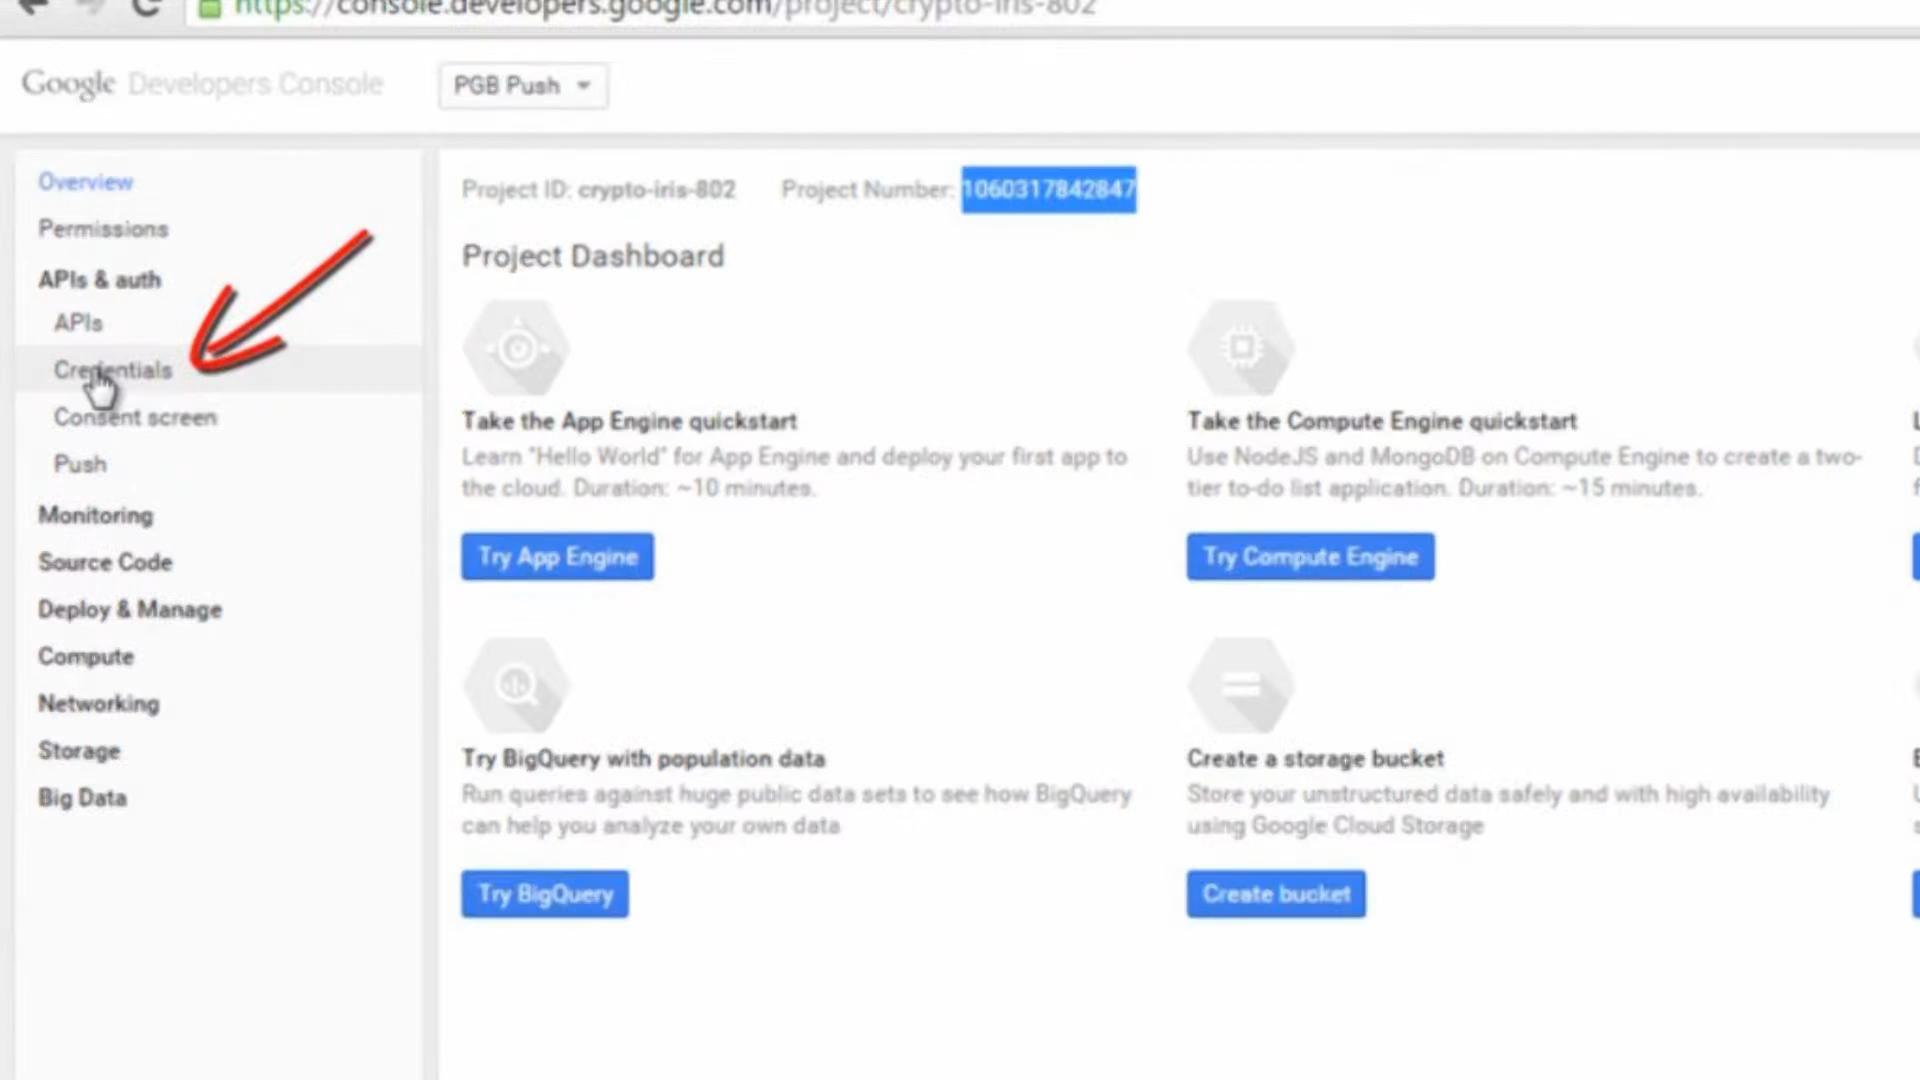 https://console.developers.google.com/project/crypto-iris-802
Google Developers Console
PGB Push
Overview
Permissions
APIs & auth
APIs
Credentials
Consent screen
Push
Monitoring
Source Code
Deploy & Manage
Compute
Networking
Storage
Big Data
Project ID: crypto-iris-802 Project Number: 1060317842847
Project Dashboard
Take the App Engine quickstart
Learn "Hello World" for App Engine and deploy your first app to
the cloud. Duration: ~10 minutes.
Try App Engine
Take the Compute Engine quickstart
Use NodeJS and MongoDB on Compute Engine to create a two-
tier to-do list application. Duration: ~15 minutes.
Try Compute Engine
Try BigQuery with population data
Run queries against huge public data sets to see how BigQuery
can help you analyze your own data
Try BigQuery
Create a storage bucket
Store your unstructured data safely and with high availability
using Google Cloud Storage
Create bucket